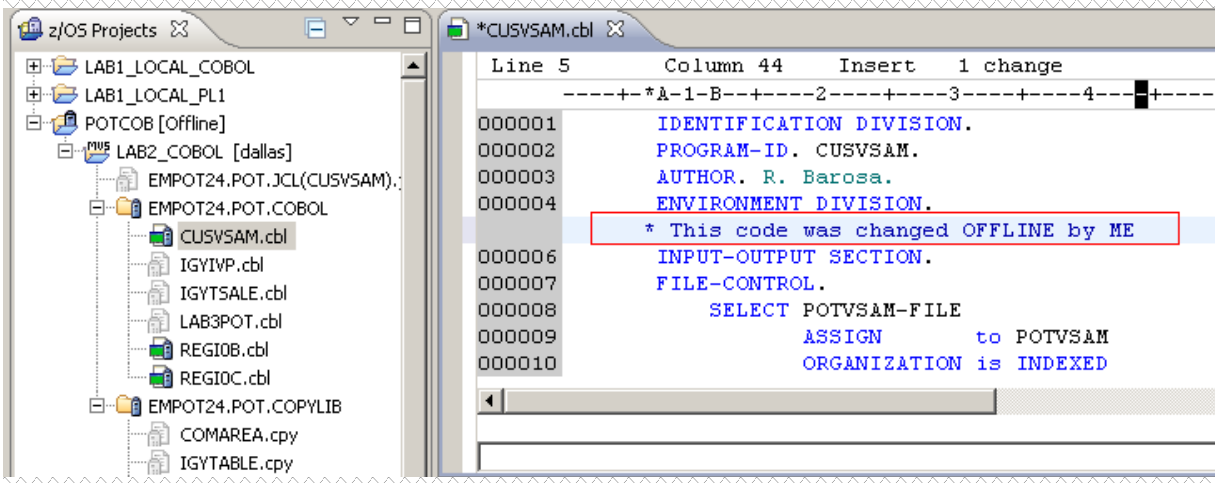 z/OS Projects
LAB1_LOCAL_COBOL
LAB1_LOCAL_PL1
POTCOB [Offline]
MVS LAB2_COBOL [dallas]
EMPOT24.POT.JCL(CUSVSAM).j
EMPOT24.POT.COBOL
CUSVSAM.cbl
IGYIVP.cbl
IGYTSALE.cbl
LAB3POT.cbl
REGI0B.cbl
REGI0C.cbl
EMPOT24.POT.COPYLIB
COMAREA.cpy
IGYTABLE.cpy
*CUSVSAM.cbl
Line 5 Column 44 Insert 1 change
----+-*A-1-B--+----2----+----3----+----4----+----
000001 IDENTIFICATION DIVISION.
000002 PROGRAM-ID. CUSVSAM.
000003 AUTHOR. R. Barosa.
000004 ENVIRONMENT DIVISION.
* This code was changed OFFLINE by ME
000006 INPUT-OUTPUT SECTION.
000007 FILE-CONTROL.
000008 SELECT POTVSAM-FILE
000009 ASSIGN to POTVSAM
000010 ORGANIZATION is INDEXED